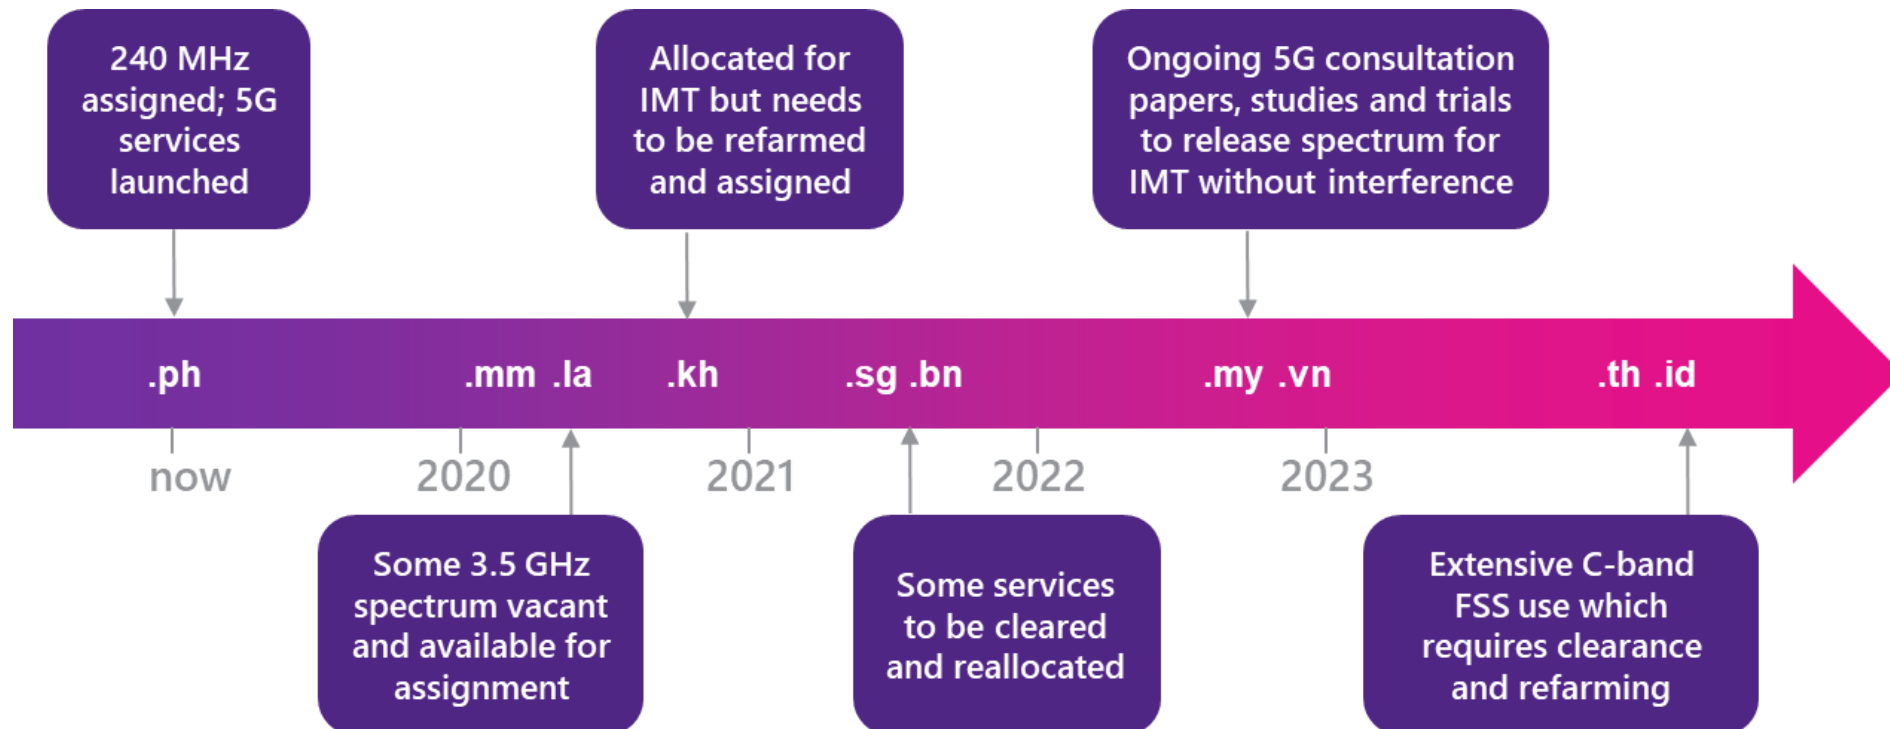 240 MHz
assigned; 5G
services
launched
Allocated for
IMT but needs
to be refarmed
and assigned
Ongoing 5G consultation
papers, studies and trials
to release spectrum for
IMT without interference
.ph .mm .la .kh .sg .bn .my .vn .th .id
now 2020 2021 2022 2023
Some 3.5 GHz
spectrum vacant
and available for
assignment
Some services
to be cleared
and reallocated
Extensive C-band
FSS use which
requires clearance
and refarming